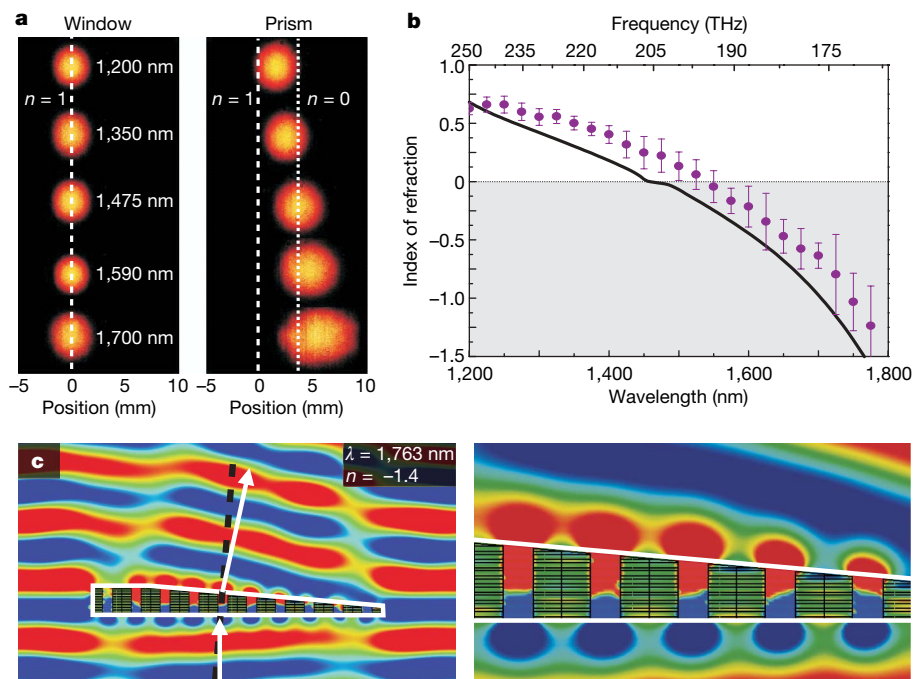 a
Window
Prism
1,200 nm
n = 1
n = 1
n = 0
1,350 nm
1,475 nm
1,590 nm
1,700 nm
–5 0 5 10
–5 0 5 10
Position (mm)
Position (mm)
b
Frequency (THz)
250 235 220 205 190 175
1.0
0.5
0
–0.5
–1.0
–1.5
Index of refraction
1,200 1,400 1,600 1,800
Wavelength (nm)
c
λ = 1,763 nm
n = –1.4